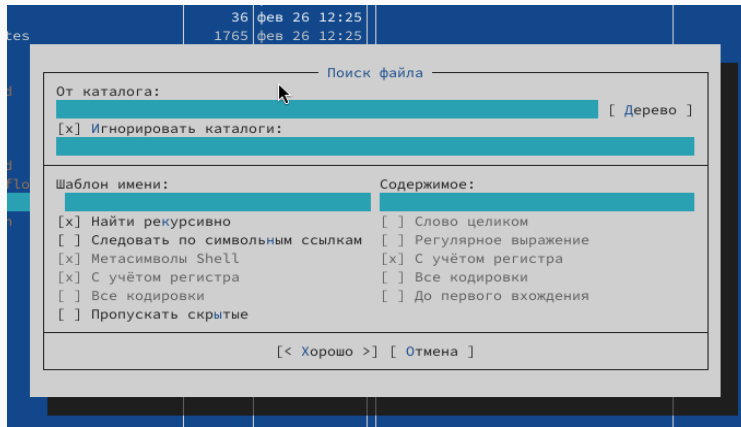 36 фев 26 12:25
tes 1765 фев 26 12:25
Поиск файла
От каталога:
[ Дерево ]
[x] Игнорировать каталоги:
Шаблон имени: Содержимое:
[x] Найти рекурсивно [ ] Слово целиком
[ ] Следовать по символьным ссылкам [ ] Регулярное выражение
[x] Метасимволы Shell [x] С учётом регистра
[x] С учётом регистра [ ] Все кодировки
[ ] Все кодировки [ ] До первого вхождения
[ ] Пропускать скрытые
[< Хорошо >] [ Отмена ]